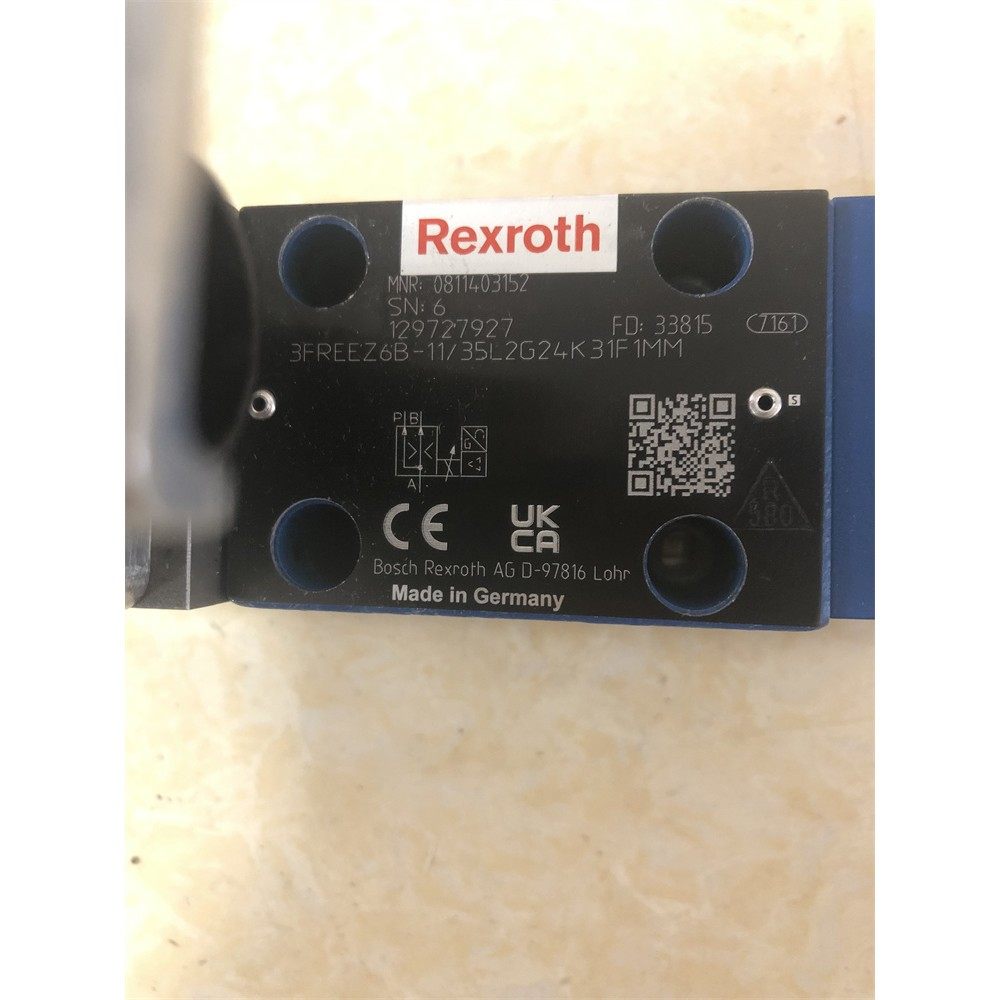 Rexroth
MNR: 0811403152
SN: 6
129727927 FD: 33815 7161
3FREEZ6B-11/35L2G24K31F1MM
S
P B
G
A
CE
UK
CA
R
380
Bosch Rexroth AG D-97816 Lohr
Made in Germany